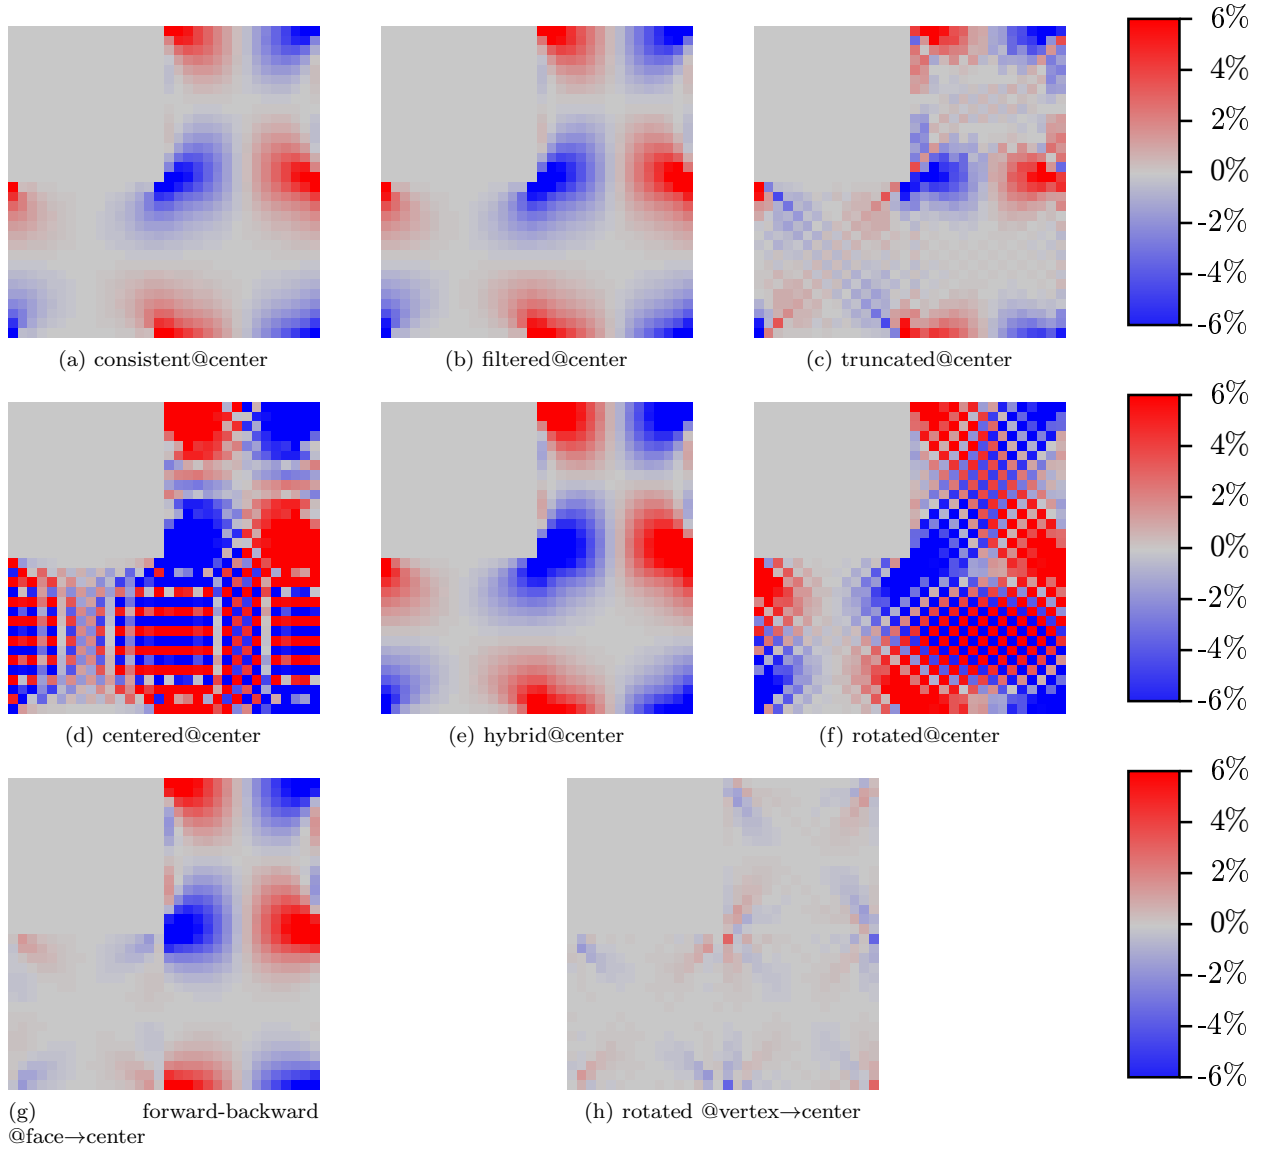 6%
4%
2%
0%
-2%
-4%
-6%
(a) consistent@center
(b) filtered@center
(c) truncated@center
6%
4%
2%
0%
-2%
-4%
-6%
(d) centered@center
(e) hybrid@center
(f) rotated@center
6%
4%
2%
0%
-2%
-4%
-6%
(g) forward-backward
@face→center
(h) rotated @vertex→center